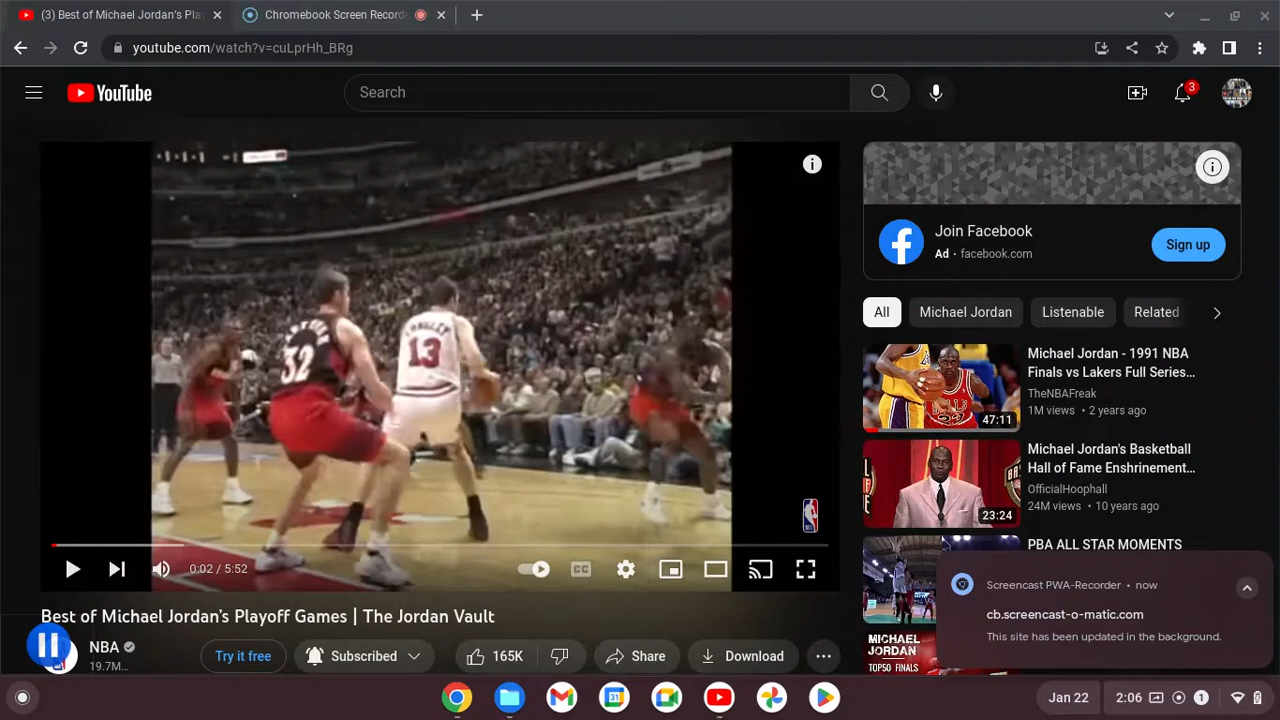 (3) Best of Michael Jordan's Pla
Chromebook Screen Record
youtube.com/watch?v=cuLprHh_BRg
YouTube
Search
3
LONGLEY
32
13
0:02 / 5:52
CC
Best of Michael Jordan's Playoff Games | The Jordan Vault
NBA
19.7M...
Try it free
Subscribed
165K
Share
Download
Join Facebook
Ad · facebook.com
Sign up
All
Michael Jordan
Listenable
Related
Michael Jordan - 1991 NBA
Finals vs Lakers Full Series...
TheNBAFreak
1M views • 2 years ago
47:11
Michael Jordan's Basketball
Hall of Fame Enshrinement...
OfficialHoophall
24M views • 10 years ago
23:24
PBA ALL STAR MOMENTS
MICHAEL
JORDAN
TOP50 FINALS
Screencast PWA-Recorder • now
cb.screencast-o-matic.com
This site has been updated in the background.
31
Jan 22
2:06
1